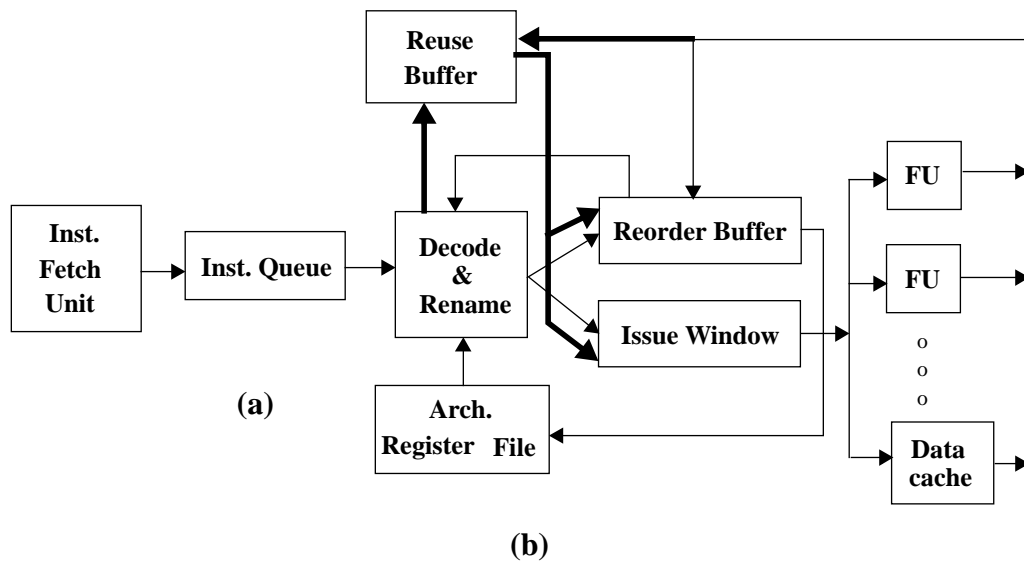 Reuse
Buffer
Inst.
Fetch
Unit
Inst. Queue
Decode
&
Rename
Reorder Buffer
Issue Window
FU
FU
o
o
o
Data
cache
Arch.
Register File
(a)
(b)